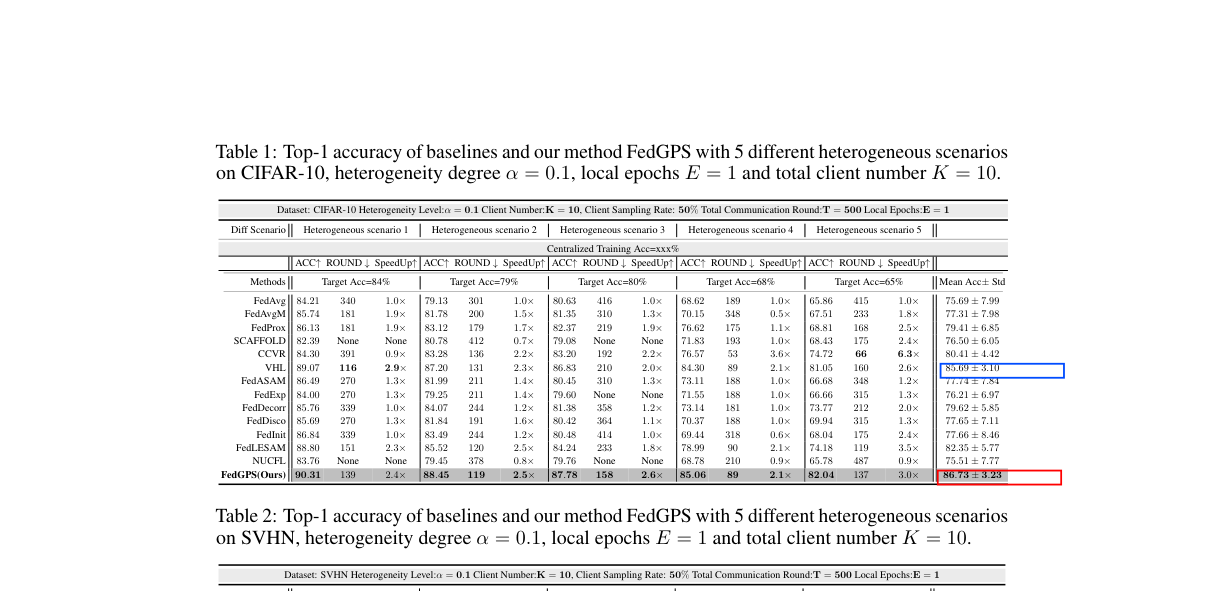 Table 1: Top-1 accuracy of baselines and our method FedGPS with 5 different heterogeneous scenarios
on CIFAR-10, heterogeneity degree α = 0.1, local epochs E = 1 and total client number K = 10.
Dataset: CIFAR-10 Heterogeneity Level:α = 0.1 Client Number:K = 10, Client Sampling Rate: 50% Total Communication Round:T = 500 Local Epochs:E = 1
Diff Scenario Heterogeneous scenario 1 Heterogeneous scenario 2 Heterogeneous scenario 3 Heterogeneous scenario 4 Heterogeneous scenario 5
Centralized Training Acc=xxx%
ACC↑ ROUND ↓ SpeedUp↑ ACC↑ ROUND ↓ SpeedUp↑ ACC↑ ROUND ↓ SpeedUp↑ ACC↑ ROUND ↓ SpeedUp↑ ACC↑ ROUND ↓ SpeedUp↑
Methods Target Acc=84% Target Acc=79% Target Acc=80% Target Acc=68% Target Acc=65% Mean Acc± Std
FedAvg 84.21 340 1.0× 79.13 301 1.0× 80.63 416 1.0× 68.62 189 1.0× 65.86 415 1.0× 75.69 ± 7.99
FedAvgM 85.74 181 1.9× 81.78 200 1.5× 81.35 310 1.3× 70.15 348 0.5× 67.51 233 1.8× 77.31 ± 7.98
FedProx 86.13 181 1.9× 83.12 179 1.7× 82.37 219 1.9× 76.62 175 1.1× 68.81 168 2.5× 79.41 ± 6.85
SCAFFOLD 82.39 None None 80.78 412 0.7× 79.08 None None 71.83 193 1.0× 68.43 175 2.4× 76.50 ± 6.05
CCVR 84.30 391 0.9× 83.28 136 2.2× 83.20 192 2.2× 76.57 53 3.6× 74.72 66 6.3× 80.41 ± 4.42
VHL 89.07 116 2.9× 87.20 131 2.3× 86.83 210 2.0× 84.30 89 2.1× 81.05 160 2.6× 85.69 ± 3.10
FedASAM 86.49 270 1.3× 81.99 211 1.4× 80.45 310 1.3× 73.11 188 1.0× 66.68 348 1.2× 77.74 ± 7.84
FedExp 84.00 270 1.3× 79.25 211 1.4× 79.60 None None 71.55 188 1.0× 66.66 315 1.3× 76.21 ± 6.97
FedDecorr 85.76 339 1.0× 84.07 244 1.2× 81.38 358 1.2× 73.14 181 1.0× 73.77 212 2.0× 79.62 ± 5.85
FedDisco 85.69 270 1.3× 81.84 191 1.6× 80.42 364 1.1× 70.37 188 1.0× 69.94 315 1.3× 77.65 ± 7.11
FedInit 86.84 339 1.0× 83.49 244 1.2× 80.48 414 1.0× 69.44 318 0.6× 68.04 175 2.4× 77.66 ± 8.46
FedLESAM 88.80 151 2.3× 85.52 120 2.5× 84.24 233 1.8× 78.99 90 2.1× 74.18 119 3.5× 82.35 ± 5.77
NUCFL 83.76 None None 79.45 378 0.8× 79.76 None None 68.78 210 0.9× 65.78 487 0.9× 75.51 ± 7.77
FedGPS(Ours) 90.31 139 2.4× 88.45 119 2.5× 87.78 158 2.6× 85.06 89 2.1× 82.04 137 3.0× 86.73 ± 3.23
Table 2: Top-1 accuracy of baselines and our method FedGPS with 5 different heterogeneous scenarios
on SVHN, heterogeneity degree α = 0.1, local epochs E = 1 and total client number K = 10.
Dataset: SVHN Heterogeneity Level:α = 0.1 Client Number:K = 10, Client Sampling Rate: 50% Total Communication Round:T = 500 Local Epochs:E = 1